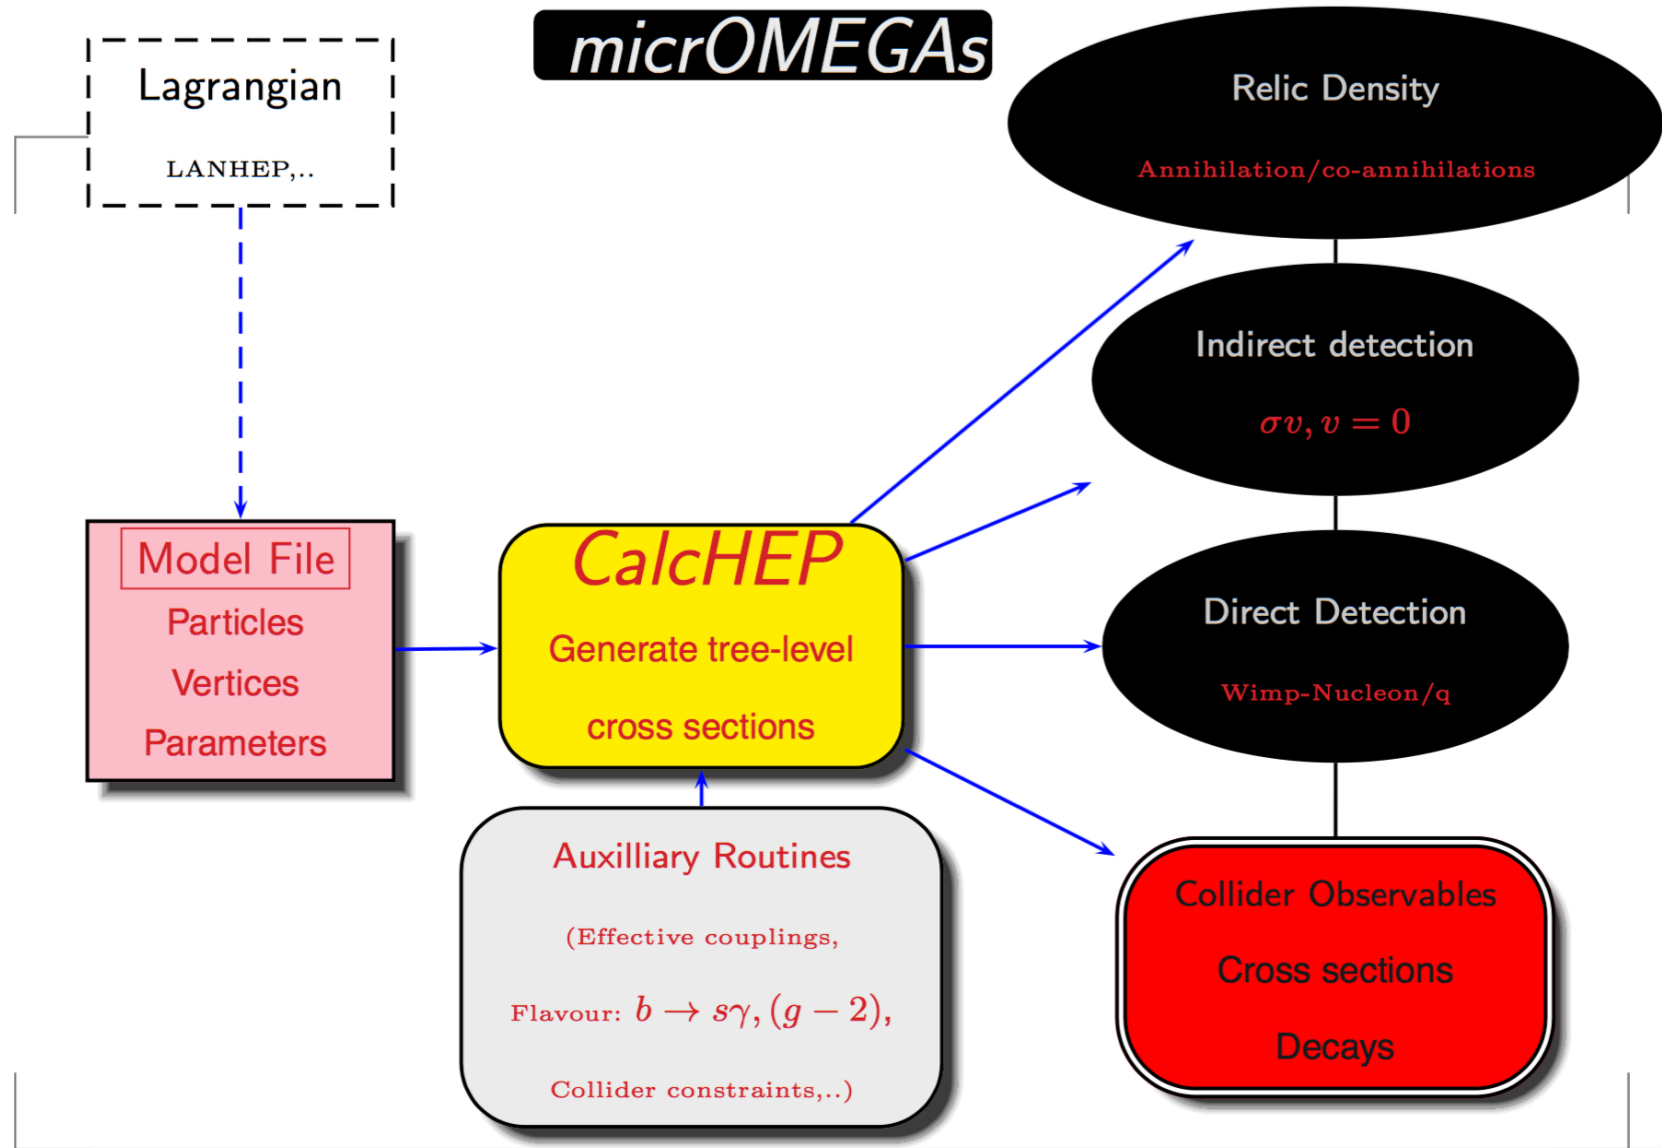 micrOMEGAs
Lagrangian
LANHEP,..
Model File
Particles
Vertices
Parameters
CalcHEP
Generate tree-level
cross sections
Auxilliary Routines
(Effective couplings,
Flavour: b → sγ, (g − 2),
Collider constraints,..)
Relic Density
Annihilation/co-annihilations
Indirect detection
σv, v = 0
Direct Detection
Wimp-Nucleon/q
Collider Observables
Cross sections
Decays